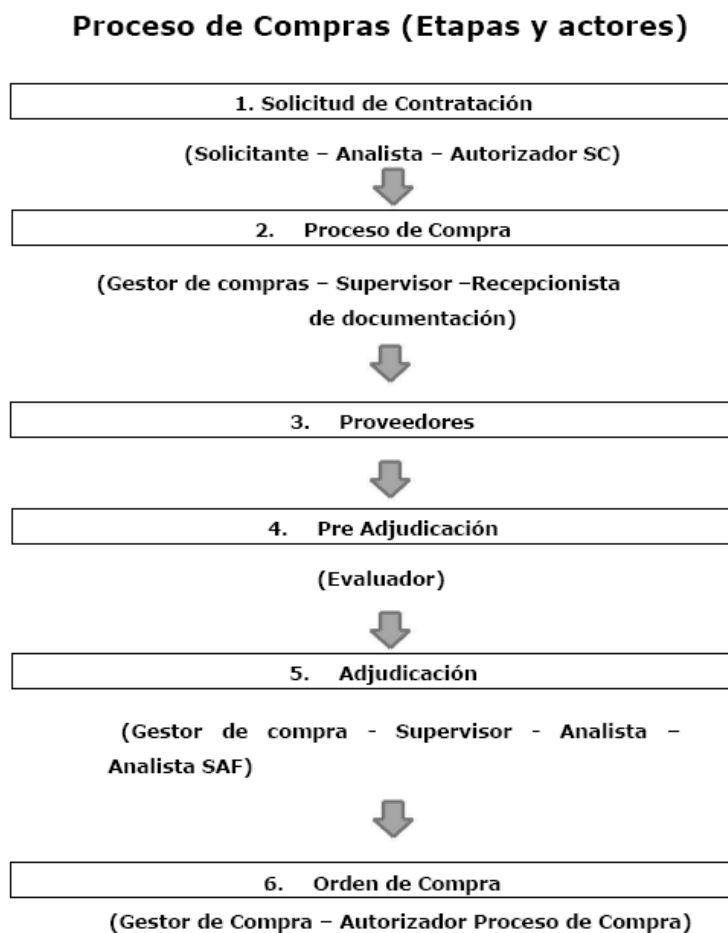 Proceso de Compras (Etapas y actores)
1. Solicitud de Contratación
(Solicitante – Analista – Autorizador SC)
2. Proceso de Compra
(Gestor de compras – Supervisor –Recepcionista
de documentación)
3. Proveedores
4. Pre Adjudicación
(Evaluador)
5. Adjudicación
(Gestor de compra - Supervisor - Analista –
Analista SAF)
6. Orden de Compra
(Gestor de Compra – Autorizador Proceso de Compra)